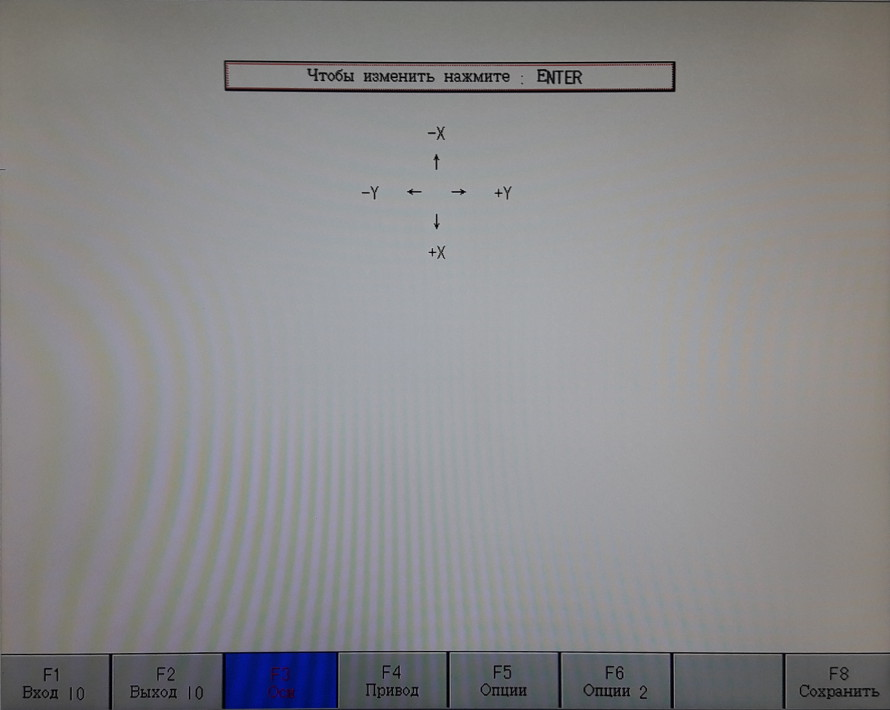 Чтобы изменить нажмите : ENTER
-X
↑
-Y ← → +Y
↓
+X
F1 F2 F3 F4 F5 F6 F8
Вход IO Выход IO Оси Привод Опции Опции 2 Сохранить